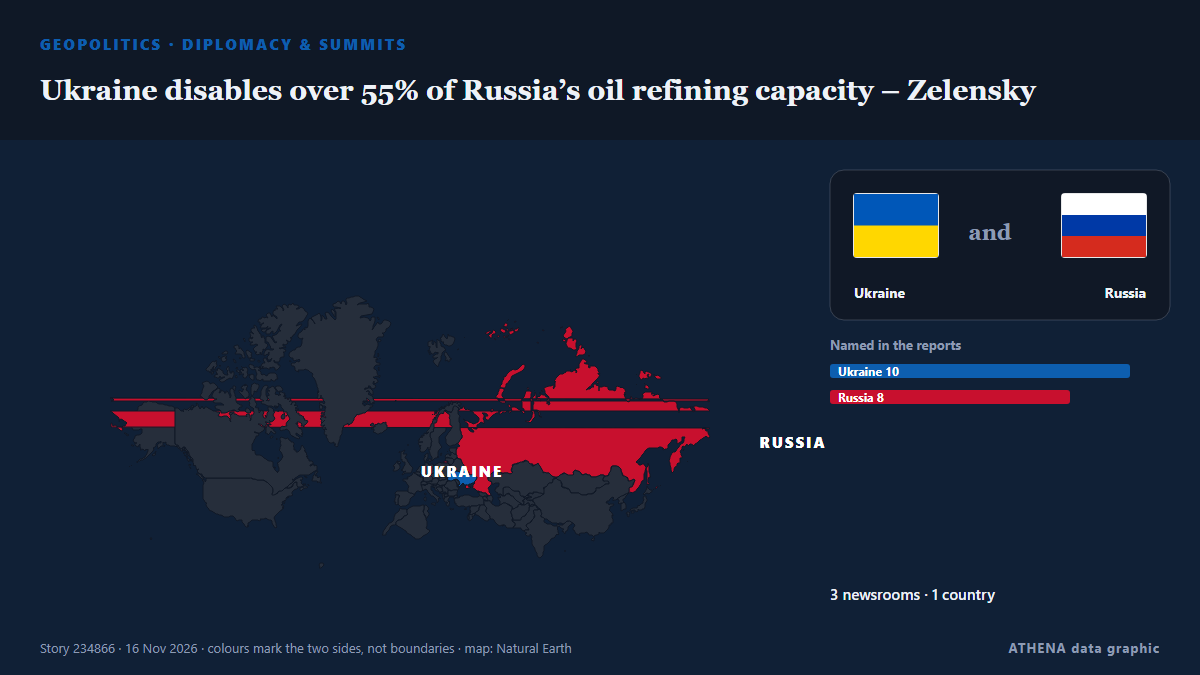 GEOPOLITICS · DIPLOMACY & SUMMITS
Ukraine disables over 55% of Russia’s oil refining capacity – Zelensky
and
Ukraine
Russia
Named in the reports
Ukraine 10
Russia 8
RUSSIA
UKRAINE
3 newsrooms · 1 country
Story 234866 · 16 Nov 2026 · colours mark the two sides, not boundaries · map: Natural Earth
ATHENA data graphic